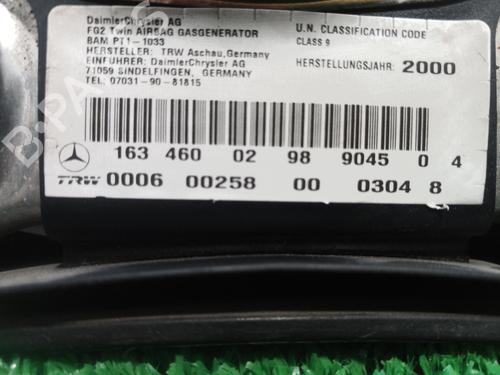 DaimlerChrysler AG
FG2 Twin AIRBAG GASGENERATOR
BAM PT1-1033
HERSTELLER: TRW Aschau,Germany
EINFUHRER: DaimlerChrysler AG
71059 SINDELFINGEN, GERMANY
TEL: 07031-90-81815
U.N. CLASSIFICATION CODE
CLASS 9
HERSTELLUNGSJAHR: 2000
163 460 02 98 9045 0 4
TRW 0006 00258 00 0304 8